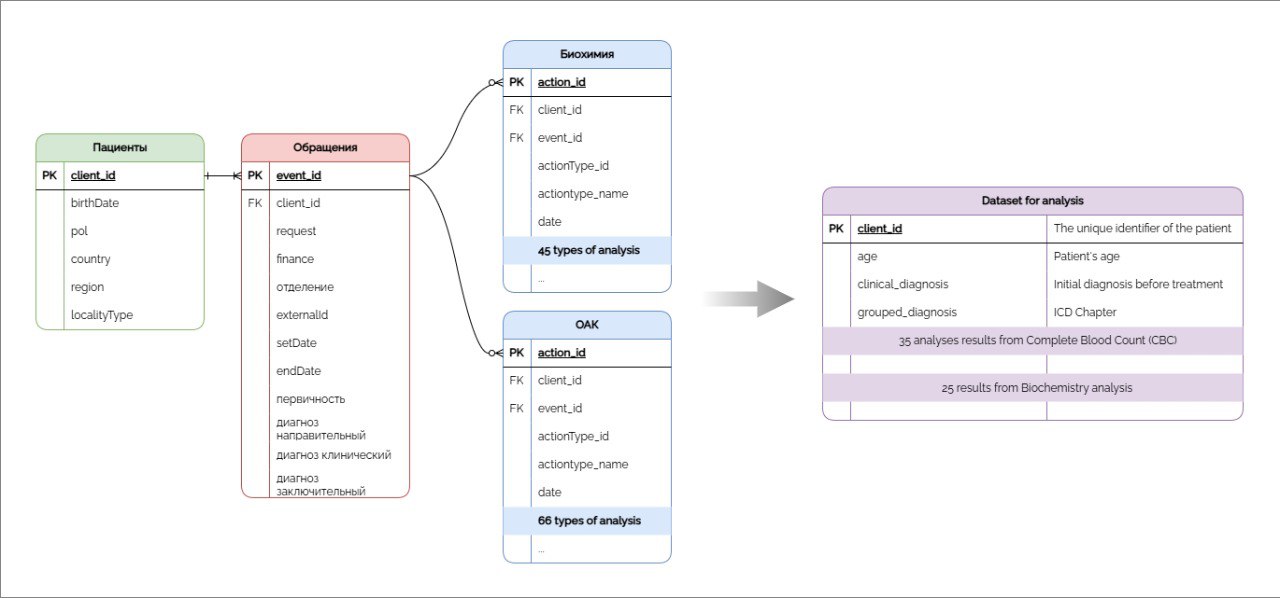 Пациенты
PK client_id
birthDate
pol
country
region
localityType
Обращения
PK event_id
FK client_id
request
finance
отделение
externalId
setDate
endDate
первичность
диагноз
направительный
диагноз клинический
диагноз
заключительный
Биохимия
PK action_id
FK client_id
FK event_id
actionType_id
actiontype_name
date
45 types of analysis
...
ОАК
PK action_id
FK client_id
FK event_id
actionType_id
actiontype_name
date
66 types of analysis
...
Dataset for analysis
PK client_id The unique identifier of the patient
age Patient's age
clinical_diagnosis Initial diagnosis before treatment
grouped_diagnosis ICD Chapter
35 analyses results from Complete Blood Count (CBC)
25 results from Biochemistry analysis